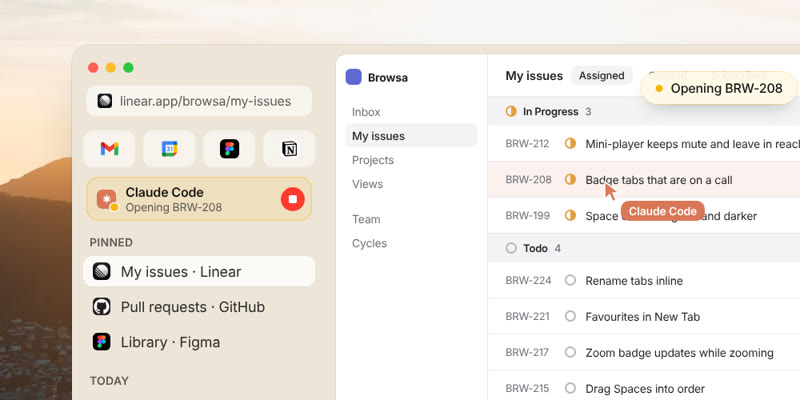 linear.app/browsa/my-issues
31
Claude Code
Opening BRW-208
PINNED
My issues · Linear
Pull requests · GitHub
Library · Figma
TODAY
Browsa
Inbox
My issues
Projects
Views
Team
Cycles
My issues
Assigned
Opening BRW-208
In Progress 3
BRW-212 Mini-player keeps mute and leave in reach
BRW-208 Badge tabs that are on a call
BRW-199 Space and darker
Claude Code
Todo 4
BRW-224 Rename tabs inline
BRW-221 Favourites in New Tab
BRW-217 Zoom badge updates while zooming
BRW-215 Drag Spaces into order